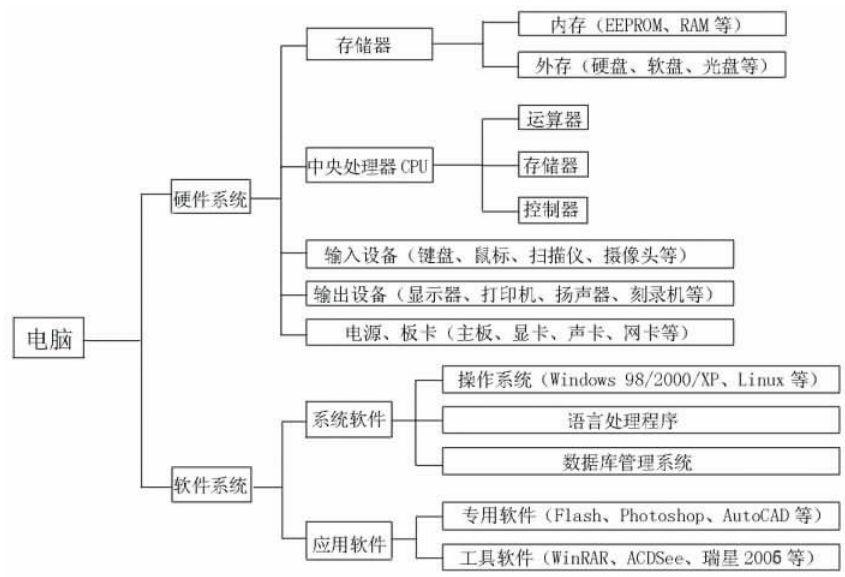 电脑
硬件系统
存储器
内存（EEPROM、RAM 等）
外存（硬盘、软盘、光盘等）
中央处理器 CPU
运算器
存储器
控制器
输入设备（键盘、鼠标、扫描仪、摄像头等）
输出设备（显示器、打印机、扬声器、刻录机等）
电源、板卡（主板、显卡、声卡、网卡等）
软件系统
系统软件
操作系统（Windows 98/2000/XP、Linux 等）
语言处理程序
数据库管理系统
应用软件
专用软件（Flash、Photoshop、AutoCAD 等）
工具软件（WinRAR、ACDSee、瑞星 2006 等）